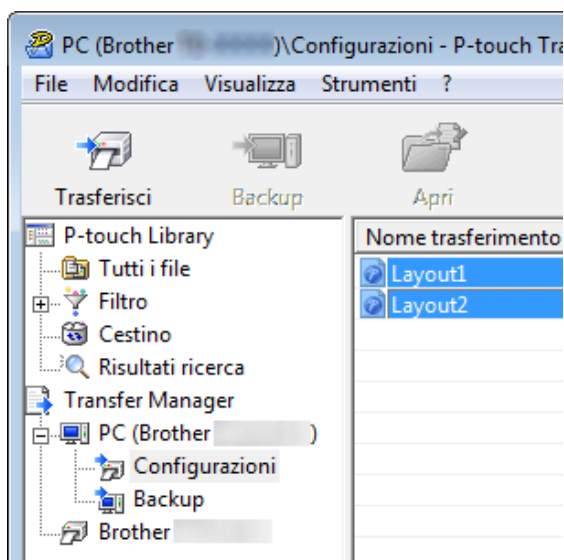 PC (Brother )\Configurazioni - P-touch Tra
File Modifica Visualizza Strumenti ?
Trasferisci Backup Apri
P-touch Library
Tutti i file
Filtro
Cestino
Risultati ricerca
Transfer Manager
PC (Brother )
Configurazioni
Backup
Brother
Nome trasferimento
Layout1
Layout2